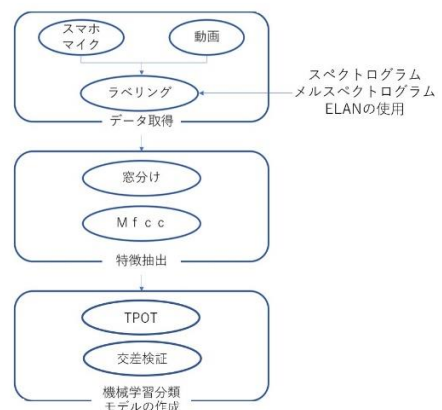 スマホ
マイク
動画
ラベリング
スペクトログラム
メルスペクトログラム
ELANの使用
データ取得
窓分け
Mfcc
特徴抽出
TPOT
交差検証
機械学習分類
モデルの作成